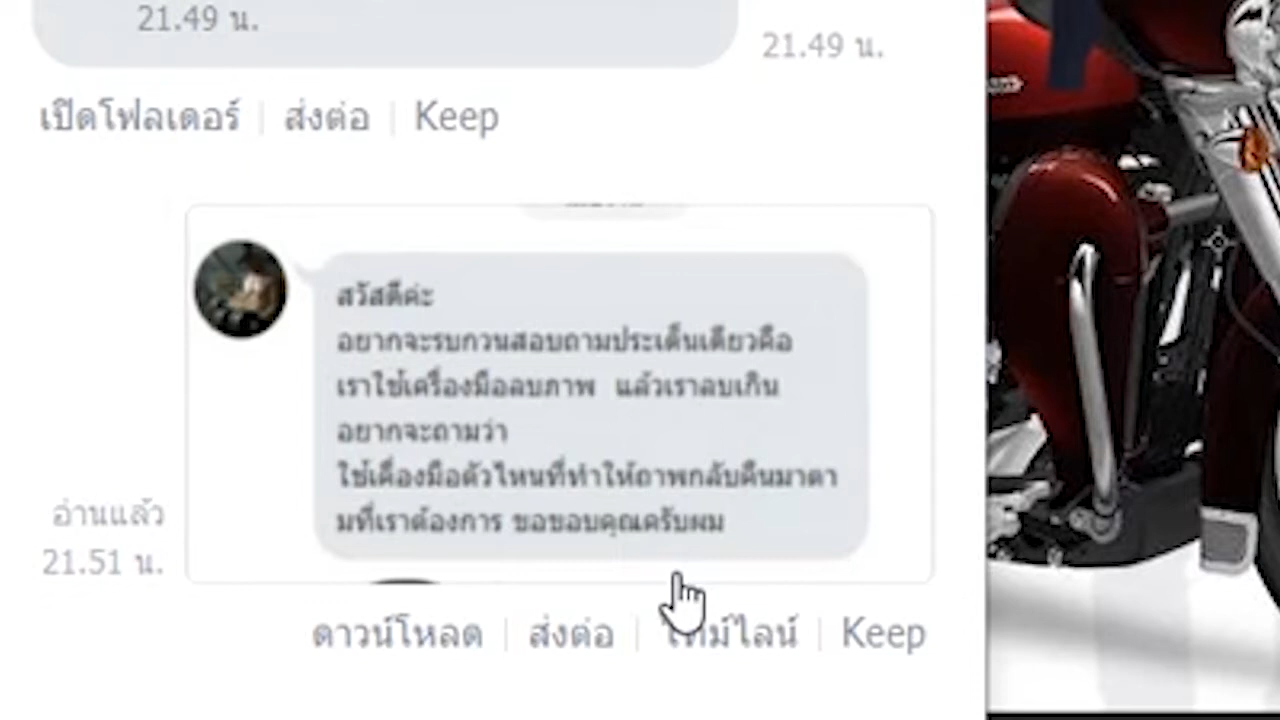 21.49 น.
21.49 น.
เปิดโฟลเดอร์ | ส่งต่อ | Keep
สวัสดีค่ะ
อยากจะรบกวนสอบถามประเด็นเดียวคือ
เราใช้เครื่องมือลบภาพ แล้วเราลบเกิน
อยากจะถามว่า
ใช้เคื่องมือตัวไหนที่ทำให้ถาพกลับคืนมาตา
มที่เราต้องการ ขอขอบคุณครับผม
อ่านแล้ว
21.51 น.
ดาวน์โหลด | ส่งต่อ | ไทม์ไลน์ | Keep